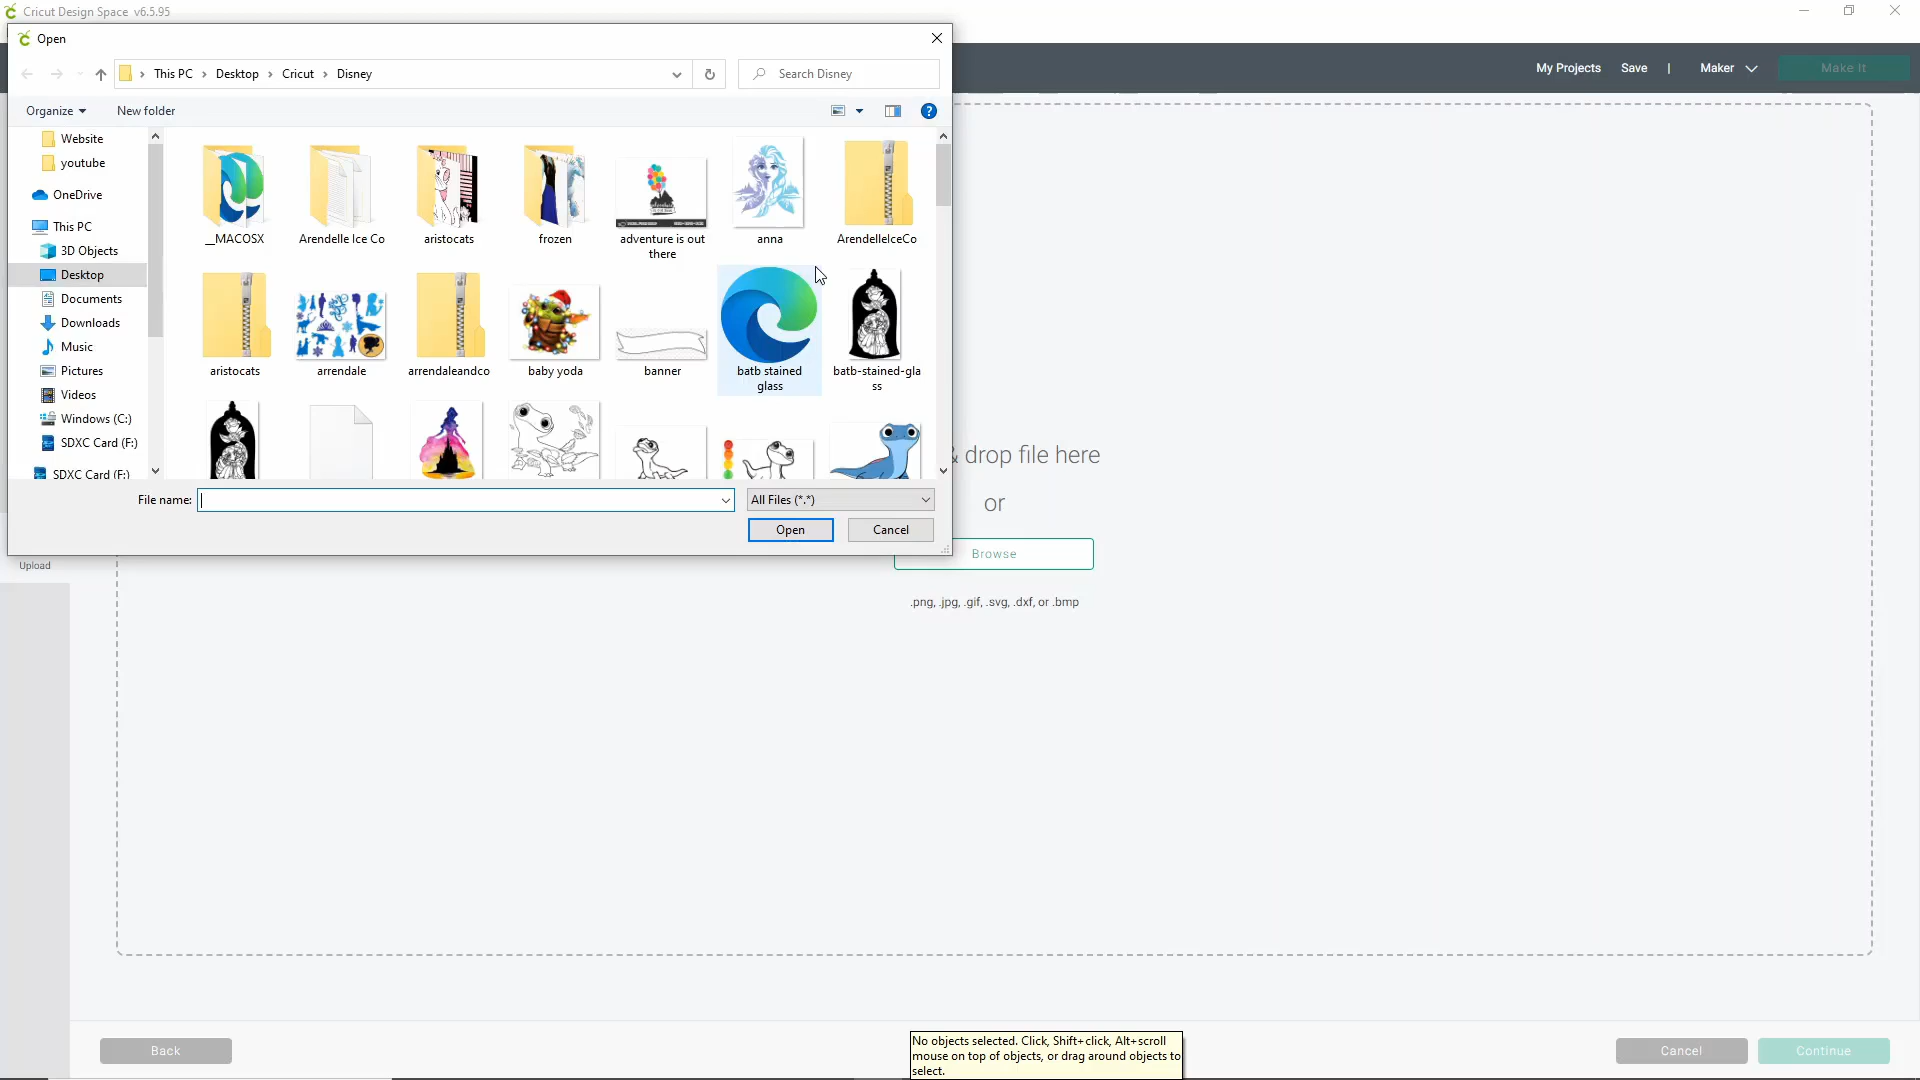 Cricut Design Space v6.5.95
Open
This PC > Desktop > Cricut > Disney
Search Disney
My Projects
Save
|
Maker
Make It
Organize
New folder
Website
youtube
OneDrive
This PC
3D Objects
Desktop
Documents
Downloads
Music
Pictures
Videos
Windows (C:)
SDXC Card (F:)
SDXC Card (F:)
__MACOSX
Arendelle Ice Co
aristocats
frozen
adventure is out
there
anna
ArendelleIceCo
aristocats
arrendale
arrendaleandco
baby yoda
banner
batb stained
glass
batb-stained-gla
ss
File name:
All Files (*.*)
Open
Cancel
& drop file here
or
Browse
.png, .jpg, .gif, .svg, .dxf, or .bmp
Upload
Back
No objects selected. Click, Shift+click, Alt+scroll
mouse on top of objects, or drag around objects to
select.
Cancel
Continue